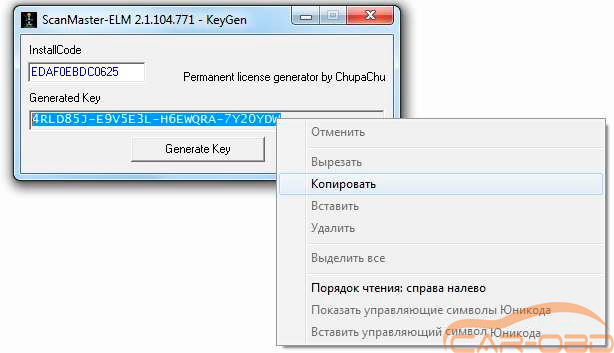 ScanMaster-ELM 2.1.104.771 - KeyGen
InstallCode
EDAF0EBDC0625
Permanent license generator by ChupaChu
Generated Key
4RLD85J-E9V5E3L-H6EWQRA-7Y2OYDW
Generate Key
Отменить
Вырезать
Копировать
Вставить
Удалить
Выделить все
Порядок чтения: справа налево
Показать управляющие символы Юникода
Вставить управляющий символ Юникода
CAR-OBD